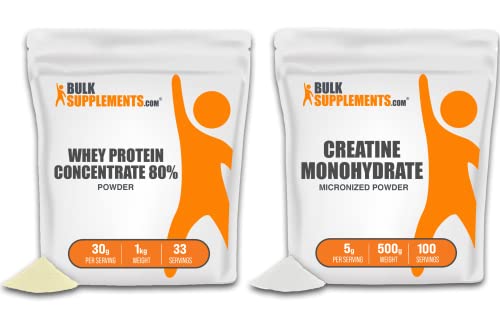 BULK
SUPPLEMENTS.COM®
WHEY PROTEIN
CONCENTRATE 80%
POWDER
30g
PER SERVING
1kg
WEIGHT
33
SERVINGS
BULK
SUPPLEMENTS.COM®
CREATINE
MONOHYDRATE
MICRONIZED POWDER
5g
PER SERVING
500g
WEIGHT
100
SERVINGS